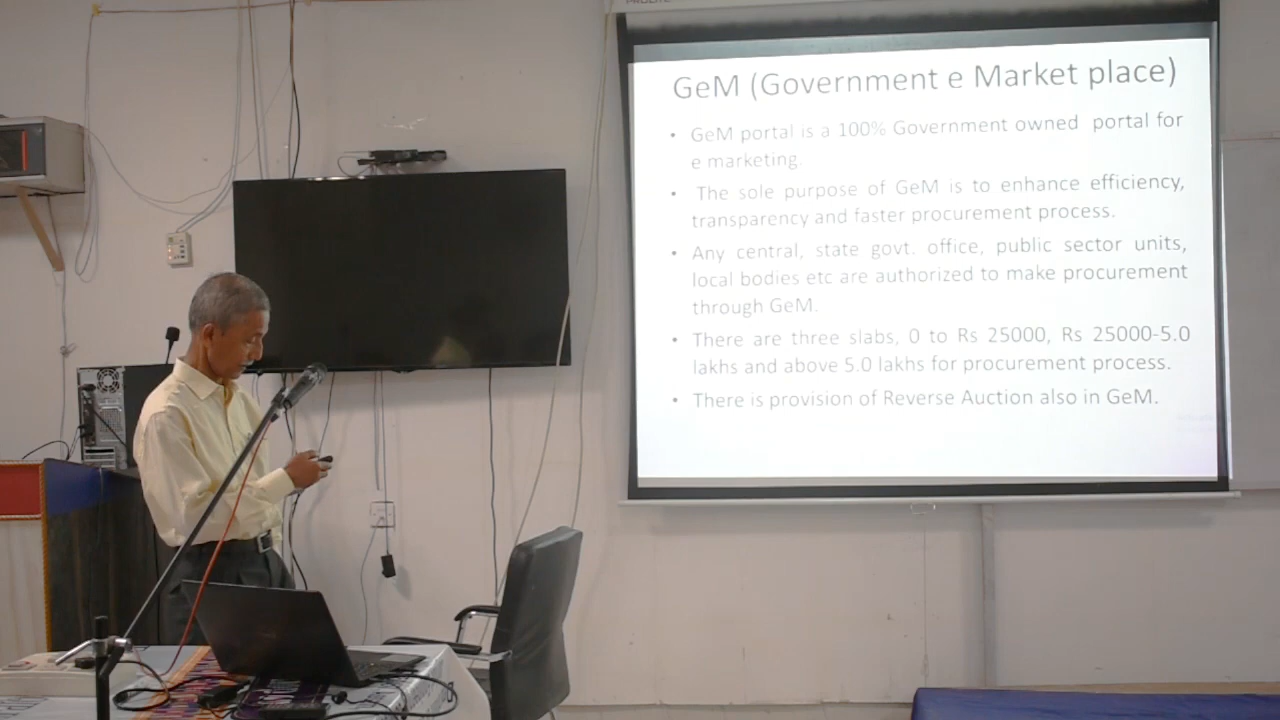 GeM (Government e Market place)
• GeM portal is a 100% Government owned portal for
e marketing.
• The sole purpose of GeM is to enhance efficiency,
transparency and faster procurement process.
• Any central, state govt. office, public sector units,
local bodies etc are authorized to make procurement
through GeM.
• There are three slabs, 0 to Rs 25000, Rs 25000-5.0
lakhs and above 5.0 lakhs for procurement process.
• There is provision of Reverse Auction also in GeM.